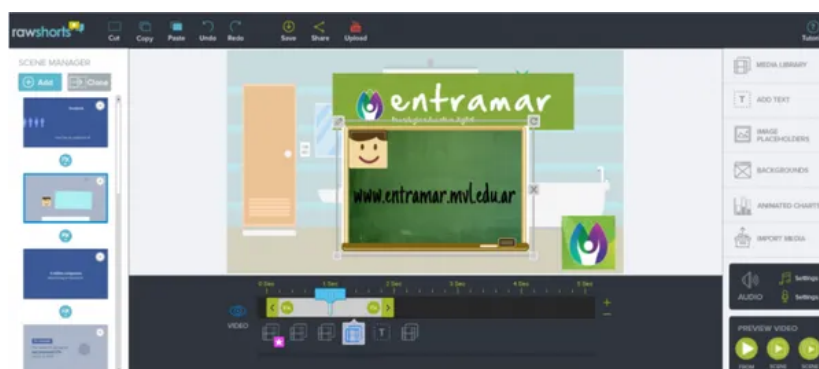 rawshorts
Cut
Copy
Paste
Undo
Redo
Save
Share
Upload
Tutor
SCENE MANAGER
Add
Clone
entramar
www.entramar.mvl.edu.ar
MEDIA LIBRARY
T ADD TEXT
IMAGE
PLACEHOLDERS
BACKGROUNDS
ANIMATED CHARTS
IMPORT MEDIA
AUDIO
Settings
Settings
0 Sec
1 Sec
2 Sec
3 Sec
4 Sec
5 Sec
VIDEO
T
PREVIEW VIDEO